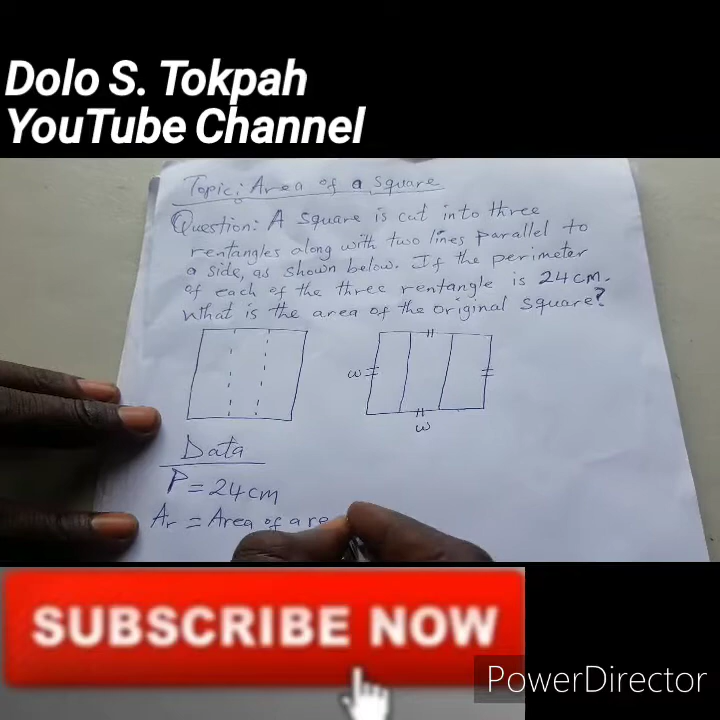 Dolo S. Tokpah
YouTube Channel
Topic: Area of a square
Question: A square is cut into three
rentangles along with two lines parallel to
a side, as shown below. If the perimeter
of each of the three rentangle is 24cm.
What is the area of the original square?
w
w
Data
P = 24cm
Ar = Area of a re
SUBSCRIBE NOW
PowerDirector